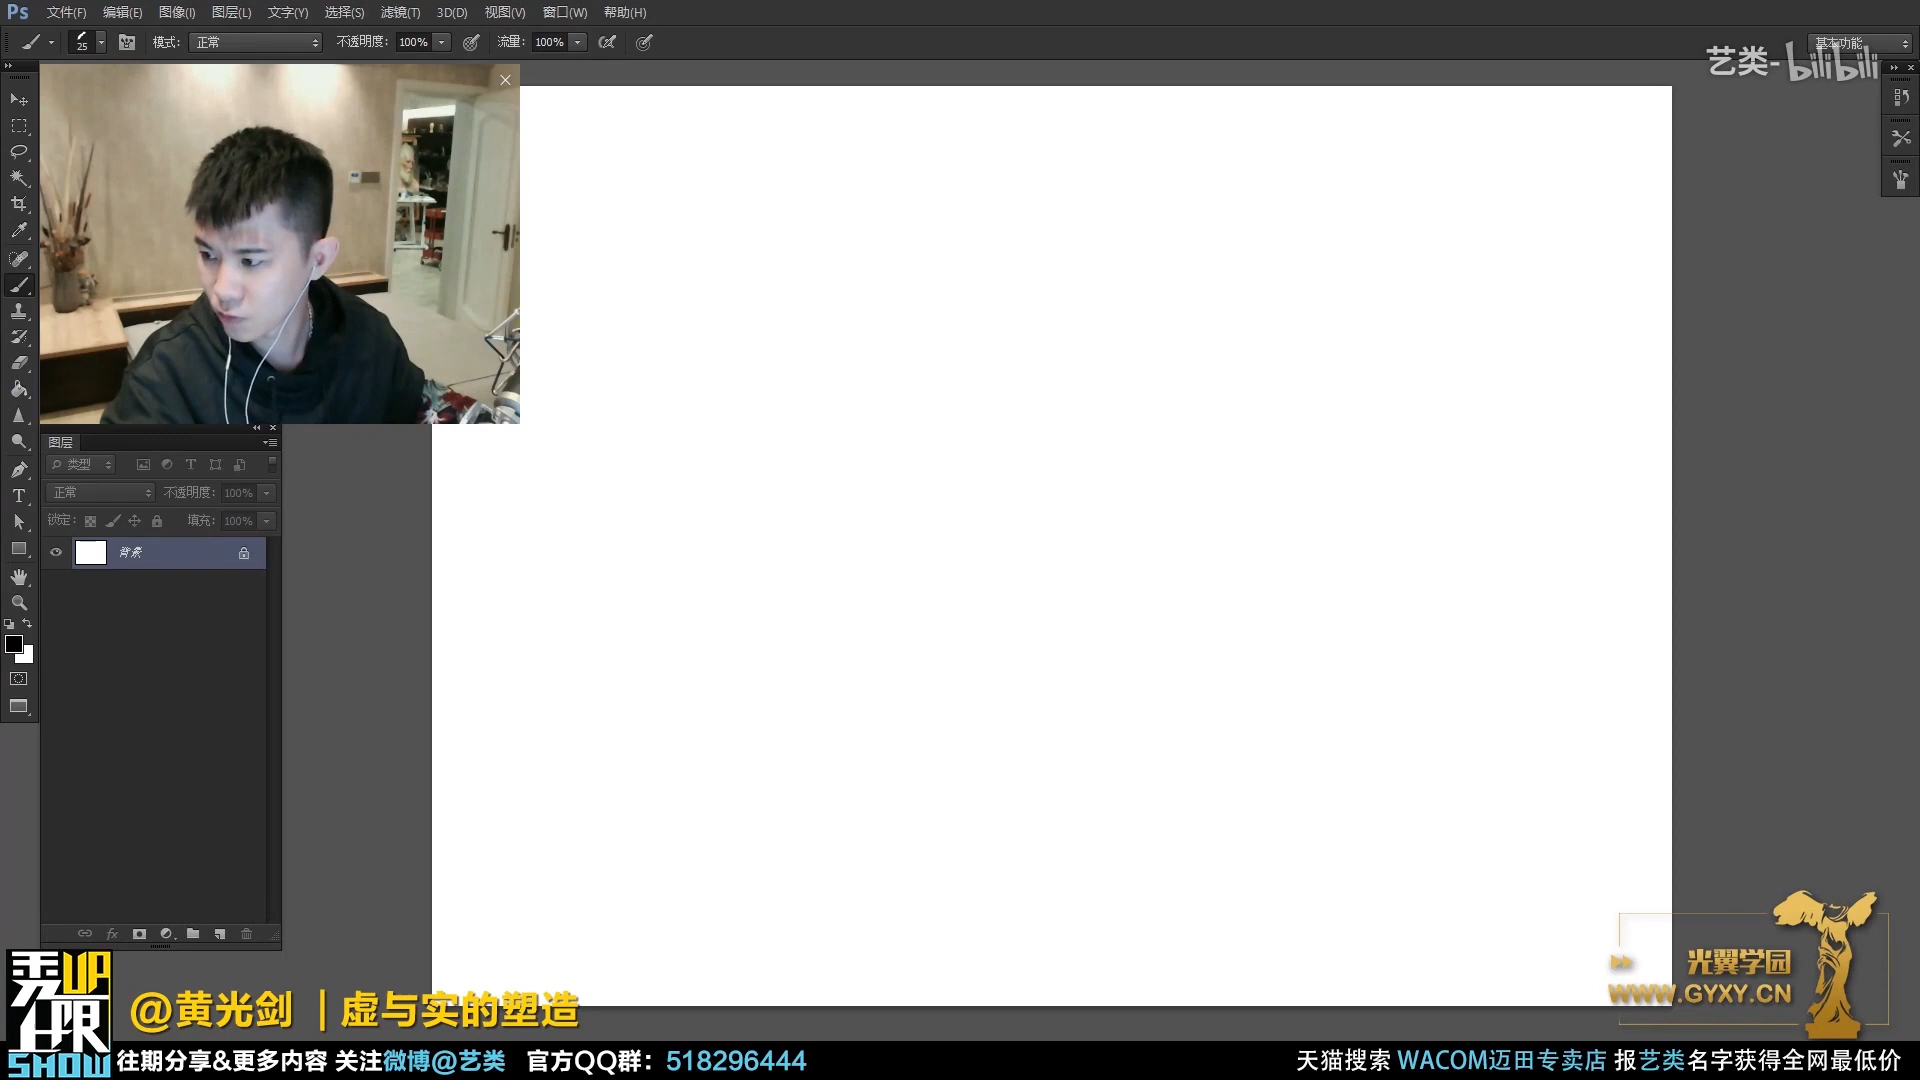 Ps 文件(F) 编辑(E) 图像(I) 图层(L) 文字(Y) 选择(S) 滤镜(T) 3D(D) 视图(V) 窗口(W) 帮助(H)
25 模式: 正常 不透明度: 100% 流量: 100% 基本功能
艺类-bilibili
图层
类型
正常 不透明度: 100%
锁定: 填充: 100%
背景
T
fx
光翼学园
WWW.GYXY.CN
秀UP
HR
SHOW
@黄光剑 | 虚与实的塑造
往期分享&更多内容 关注微博@艺类 官方QQ群: 518296444
天猫搜索 WACOM迈田专卖店 报艺类名字获得全网最低价